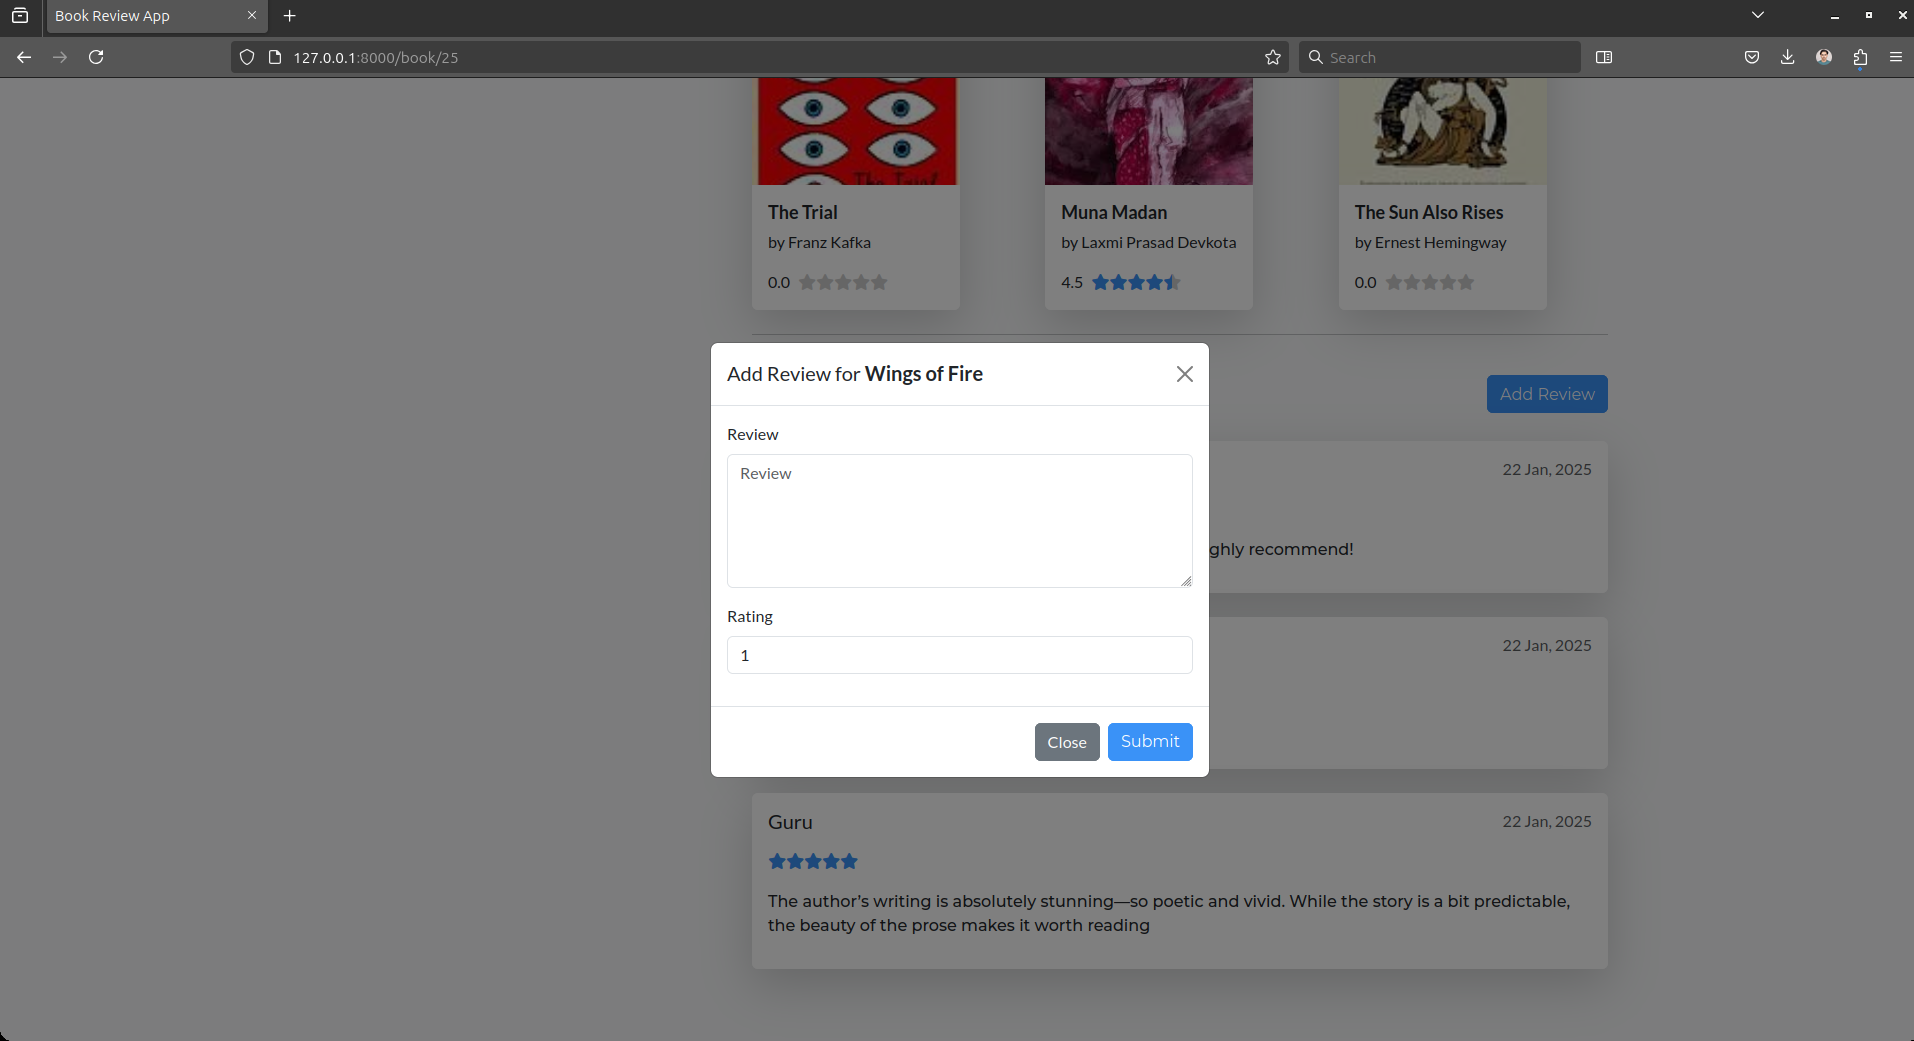 Book Review App
127.0.0.1:8000/book/25
Search
The Trial
The Trial
by Franz Kafka
0.0
Muna Madan
by Laxmi Prasad Devkota
4.5
The Sun Also Rises
by Ernest Hemingway
0.0
Add Review
Add Review for Wings of Fire
Review
Review
Rating
1
Close
Submit
22 Jan, 2025
ghly recommend!
22 Jan, 2025
Guru
22 Jan, 2025
The author’s writing is absolutely stunning—so poetic and vivid. While the story is a bit predictable,
the beauty of the prose makes it worth reading